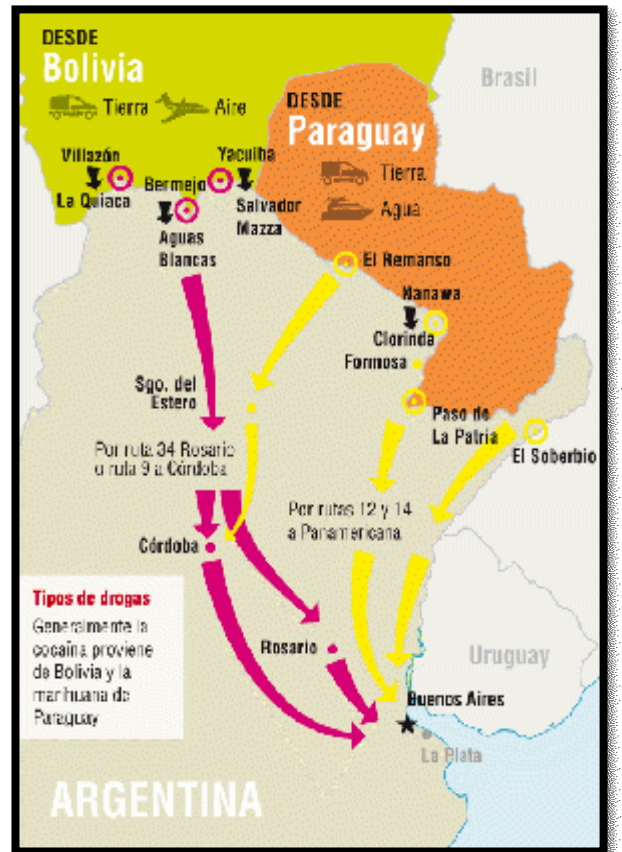 DESDE
Bolivia
Tierra
Aire
Brasil
DESDE
Paraguay
Tierra
Agua
Villazón
La Quiaca
Bermejo
Aguas
Blancas
Yacuiba
Salvador
Mazza
El Remanso
Nanawa
Clorinda
Formosa
Paso de
La Patria
El Soberbio
Sgo. del
Estero
Por ruta 34 Rosario
o ruta 9 a Córdoba
Por rutas 12 y 14
a Panamericana
Córdoba
Rosario
Uruguay
Buenos Aires
La Plata
Tipos de drogas
Generalmente la
cocaína proviene
de Bolivia y la
marihuana de
Paraguay
ARGENTINA